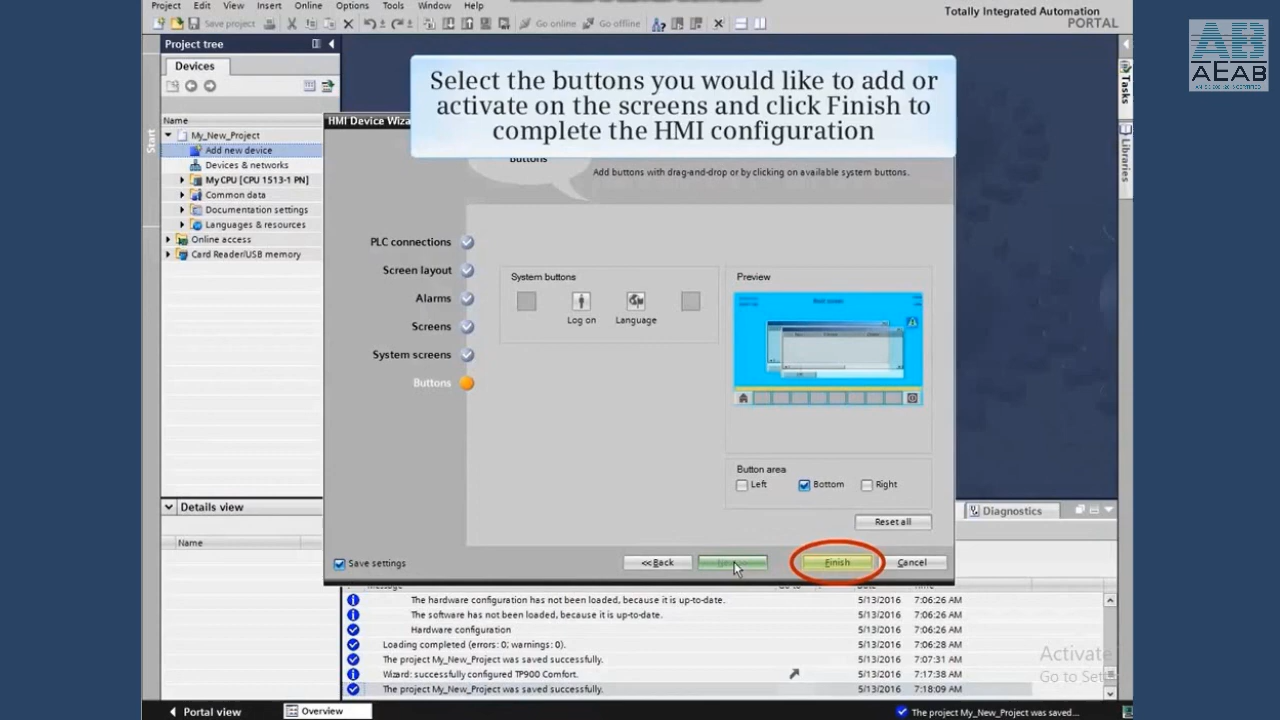 Project Edit View Insert Online Options Tools Window Help
Totally Integrated Automation
PORTAL
Save project
Go online
Go offline
AEAB
Project tree
Devices
Tasks
Libraries
Start
Select the buttons you would like to add or
activate on the screens and click Finish to
complete the HMI configuration
Name
HMI Device Wiza
My_New_Project
Add new device
Devices & networks
My CPU [CPU 1513-1 PN]
Common data
Documentation settings
Languages & resources
Online access
Card Reader/USB memory
Buttons
Add buttons with drag-and-drop or by clicking on available system buttons.
PLC connections
Screen layout
Alarms
Screens
System screens
Buttons
System buttons
Log on
Language
Preview
Button area
Left
Bottom
Right
Reset all
Save settings
<<Back
Finish
Cancel
Details view
Name
Diagnostics
The hardware configuration has not been loaded, because it is up-to-date. 5/13/2016 7:06:26 AM
The software has not been loaded, because it is up-to-date. 5/13/2016 7:06:26 AM
Hardware configuration 5/13/2016 7:06:26 AM
Loading completed (errors: 0; warnings: 0). 5/13/2016 7:06:28 AM
The project My_New_Project was saved successfully. 5/13/2016 7:07:31 AM
Wizard: successfully configured TP900 Comfort. 5/13/2016 7:17:38 AM
The project My_New_Project was saved successfully. 5/13/2016 7:18:09 AM
Activate
Go to Set
Portal view
Overview
The project My_New_Project was saved...